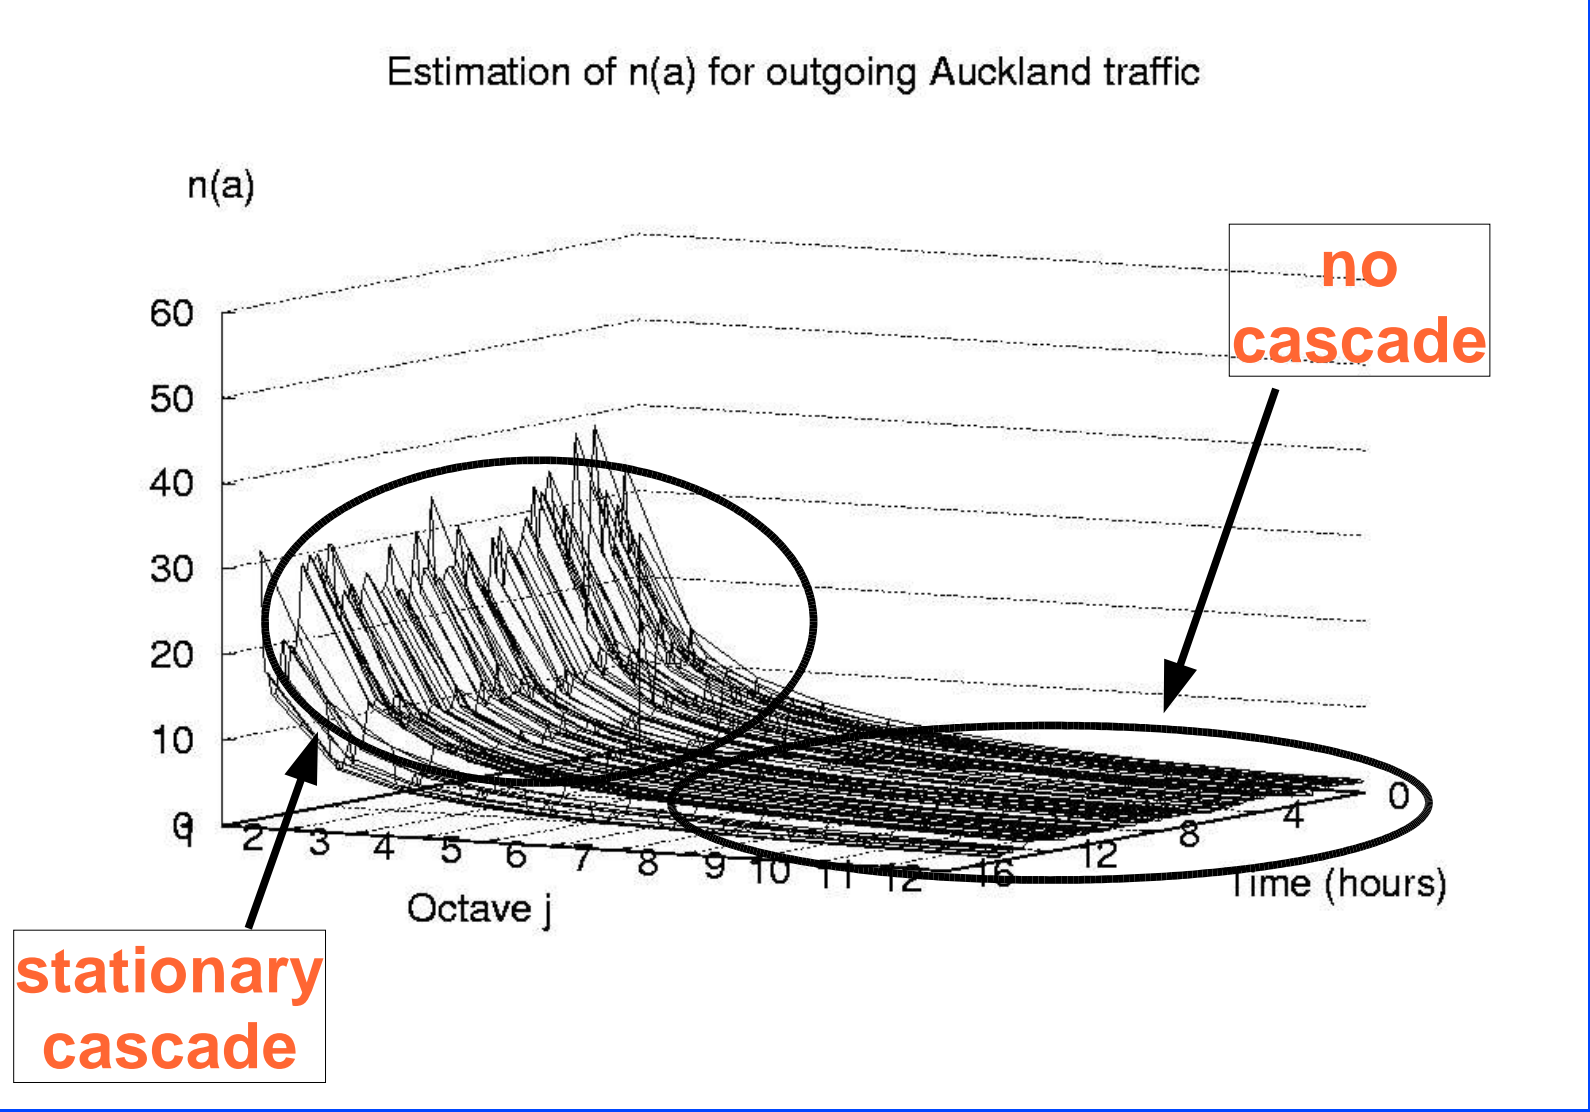 Estimation of n(a) for outgoing Auckland traffic
n(a)
no
cascade
60
50
40
30
20
10
0
1 2 3 4 5 6 7 8 9 10 11 12
16 12 8 4 0
Octave j
Time (hours)
stationary
cascade